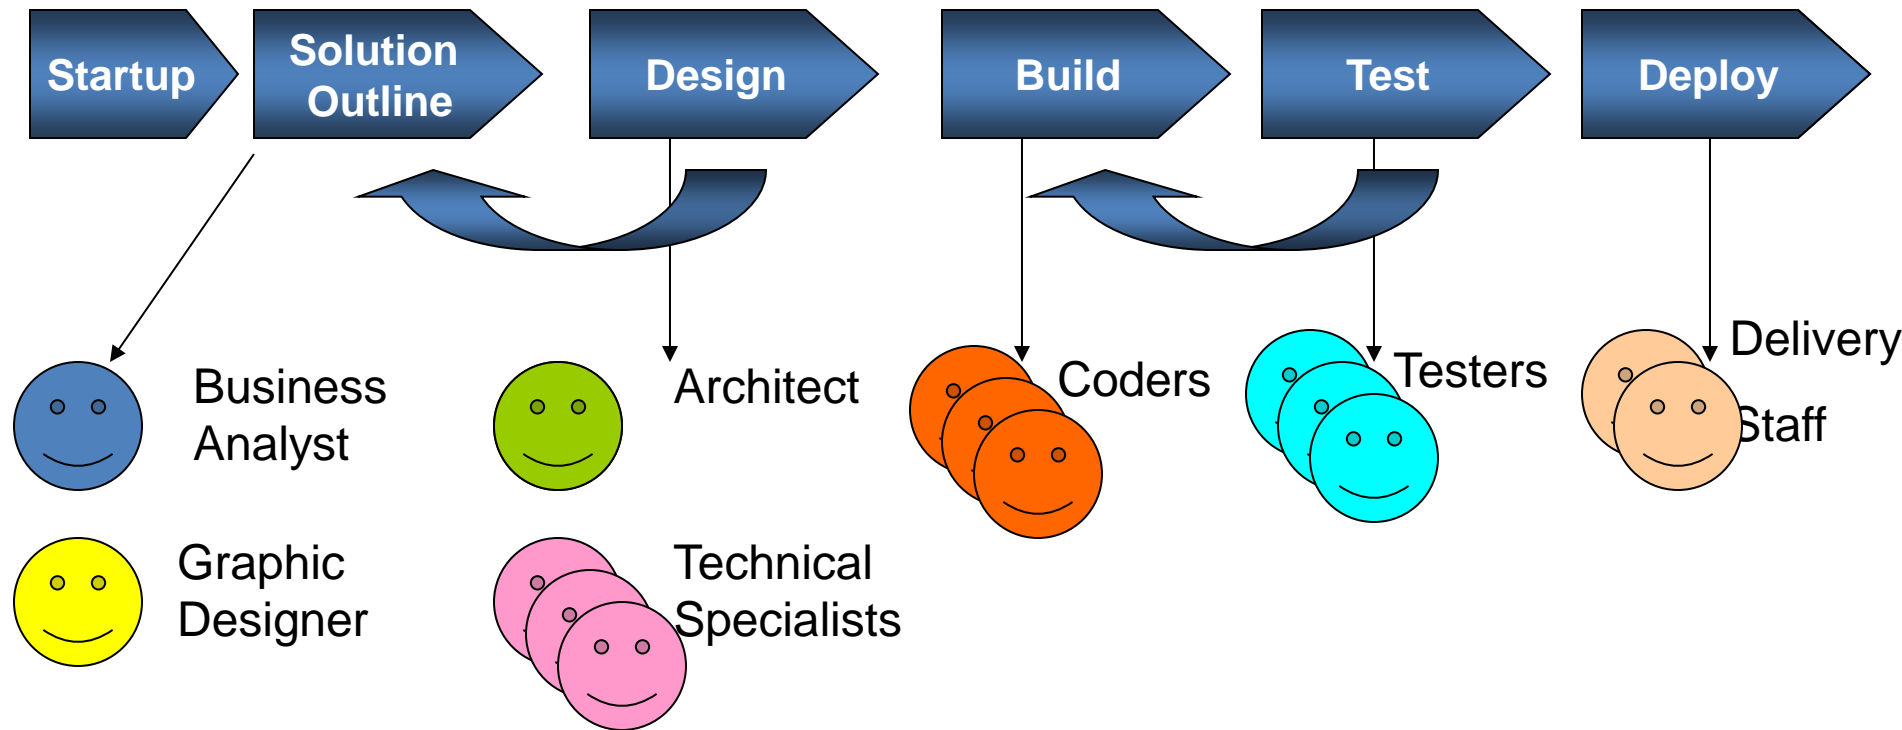 Startup
Solution
Outline
Design
Build
Test
Deploy
Business
Analyst
Architect
Coders
Testers
Delivery
Staff
Graphic
Designer
Technical
Specialists